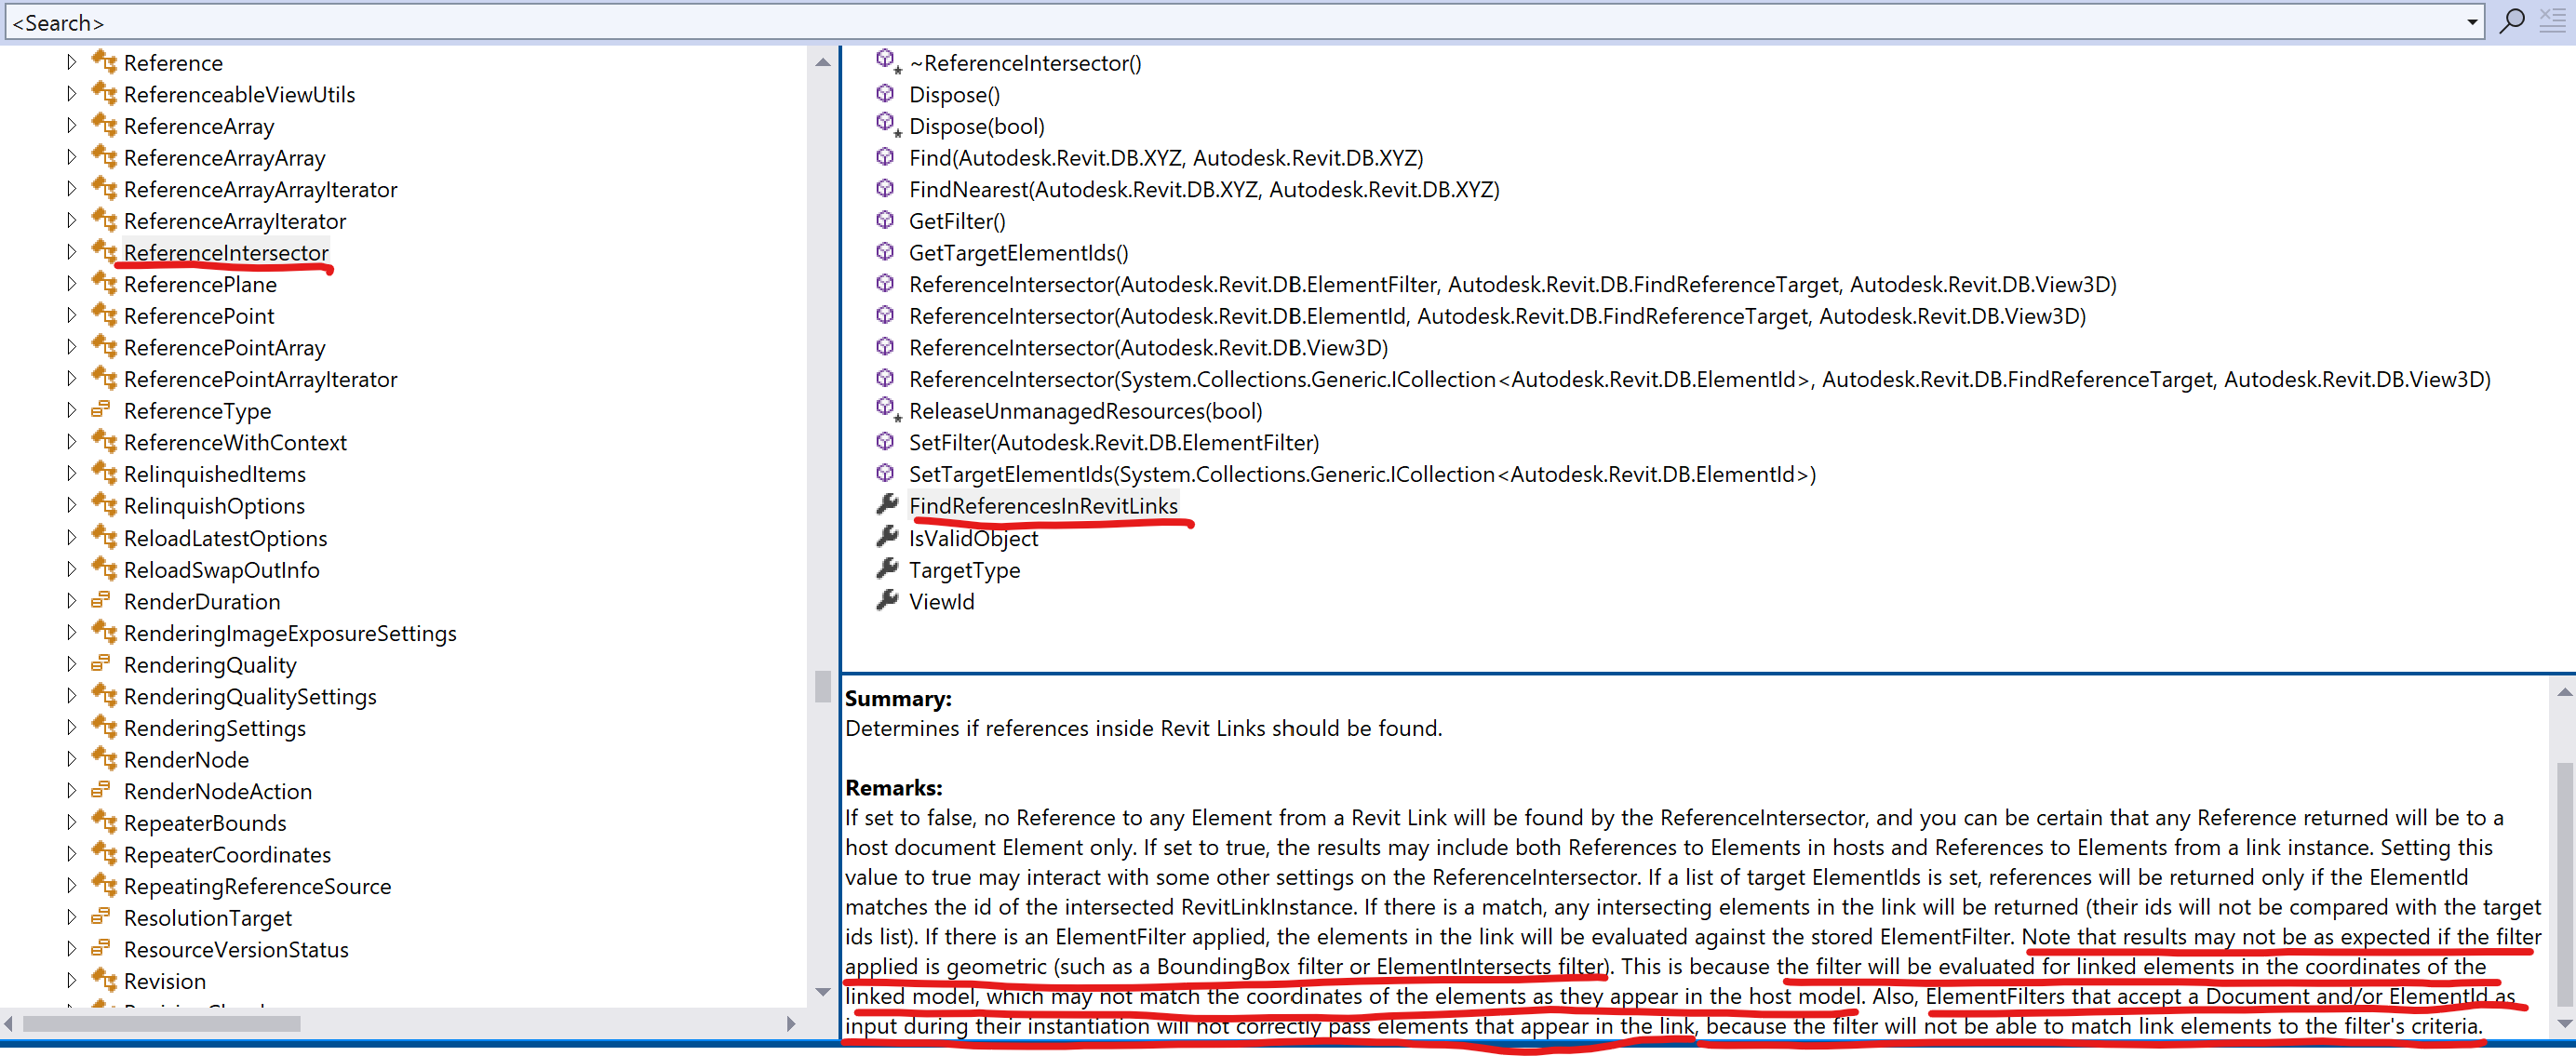 <Search>
Reference
ReferenceableViewUtils
ReferenceArray
ReferenceArrayArray
ReferenceArrayArrayIterator
ReferenceArrayIterator
ReferenceIntersector
ReferencePlane
ReferencePoint
ReferencePointArray
ReferencePointArrayIterator
ReferenceType
ReferenceWithContext
RelinquishedItems
RelinquishOptions
ReloadLatestOptions
ReloadSwapOutInfo
RenderDuration
RenderingImageExposureSettings
RenderingQuality
RenderingQualitySettings
RenderingSettings
RenderNode
RenderNodeAction
RepeaterBounds
RepeaterCoordinates
RepeatingReferenceSource
ResolutionTarget
ResourceVersionStatus
Revision
~ReferenceIntersector()
Dispose()
Dispose(bool)
Find(Autodesk.Revit.DB.XYZ, Autodesk.Revit.DB.XYZ)
FindNearest(Autodesk.Revit.DB.XYZ, Autodesk.Revit.DB.XYZ)
GetFilter()
GetTargetElementIds()
ReferenceIntersector(Autodesk.Revit.DB.ElementFilter, Autodesk.Revit.DB.FindReferenceTarget, Autodesk.Revit.DB.View3D)
ReferenceIntersector(Autodesk.Revit.DB.ElementId, Autodesk.Revit.DB.FindReferenceTarget, Autodesk.Revit.DB.View3D)
ReferenceIntersector(Autodesk.Revit.DB.View3D)
ReferenceIntersector(System.Collections.Generic.ICollection<Autodesk.Revit.DB.ElementId>, Autodesk.Revit.DB.FindReferenceTarget, Autodesk.Revit.DB.View3D)
ReleaseUnmanagedResources(bool)
SetFilter(Autodesk.Revit.DB.ElementFilter)
SetTargetElementIds(System.Collections.Generic.ICollection<Autodesk.Revit.DB.ElementId>)
FindReferencesInRevitLinks
IsValidObject
TargetType
ViewId
Summary:
Determines if references inside Revit Links should be found.
Remarks:
If set to false, no Reference to any Element from a Revit Link will be found by the ReferenceIntersector, and you can be certain that any Reference returned will be to a
host document Element only. If set to true, the results may include both References to Elements in hosts and References to Elements from a link instance. Setting this
value to true may interact with some other settings on the ReferenceIntersector. If a list of target ElementIds is set, references will be returned only if the ElementId
matches the id of the intersected RevitLinkInstance. If there is a match, any intersecting elements in the link will be returned (their ids will not be compared with the target
ids list). If there is an ElementFilter applied, the elements in the link will be evaluated against the stored ElementFilter. Note that results may not be as expected if the filter
applied is geometric (such as a BoundingBox filter or ElementIntersects filter). This is because the filter will be evaluated for linked elements in the coordinates of the
linked model, which may not match the coordinates of the elements as they appear in the host model. Also, ElementFilters that accept a Document and/or ElementId as
input during their instantiation will not correctly pass elements that appear in the link, because the filter will not be able to match link elements to the filter's criteria.